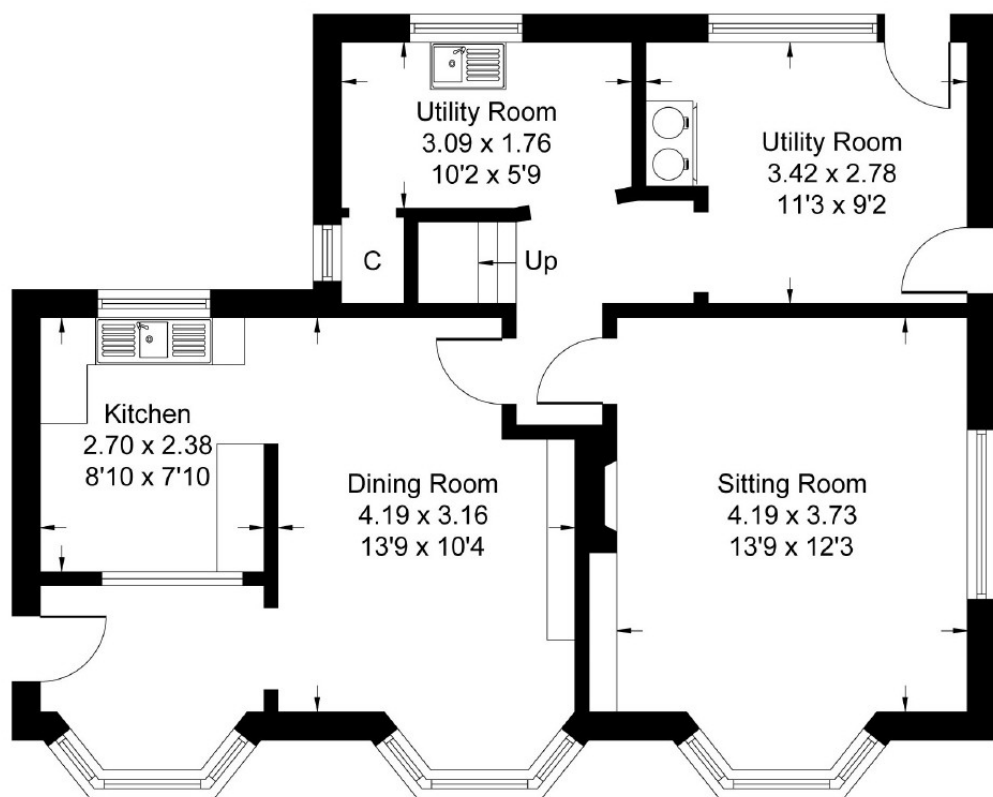 Utility Room
3.09 x 1.76
10'2 x 5'9
Utility Room
3.42 x 2.78
11'3 x 9'2
C
Up
Kitchen
2.70 x 2.38
8'10 x 7'10
Dining Room
4.19 x 3.16
13'9 x 10'4
Sitting Room
4.19 x 3.73
13'9 x 12'3